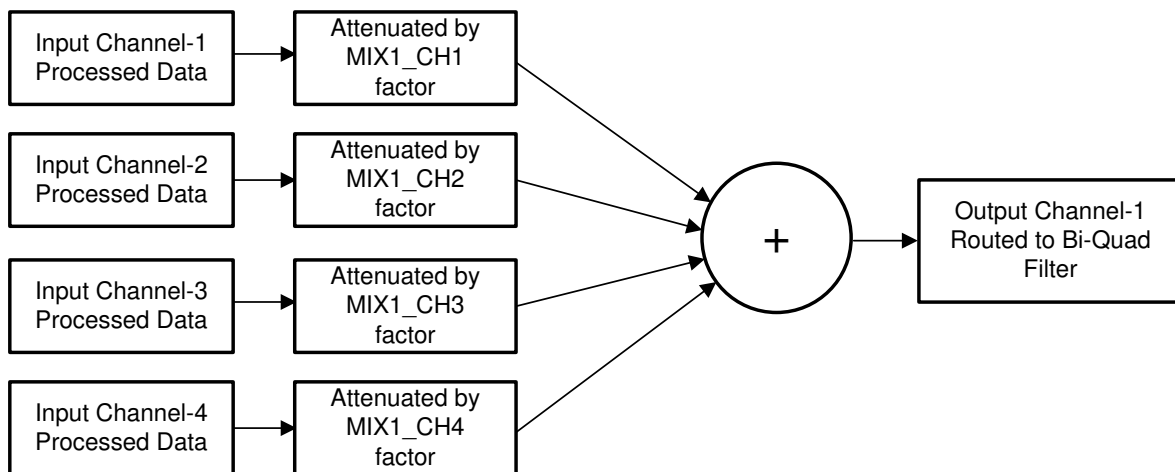 Input Channel-1
Processed Data
Attenuated by
MIX1_CH1
factor
Input Channel-2
Processed Data
Attenuated by
MIX1_CH2
factor
Input Channel-3
Processed Data
Attenuated by
MIX1_CH3
factor
Input Channel-4
Processed Data
Attenuated by
MIX1_CH4
factor
+
Output Channel-1
Routed to Bi-Quad
Filter